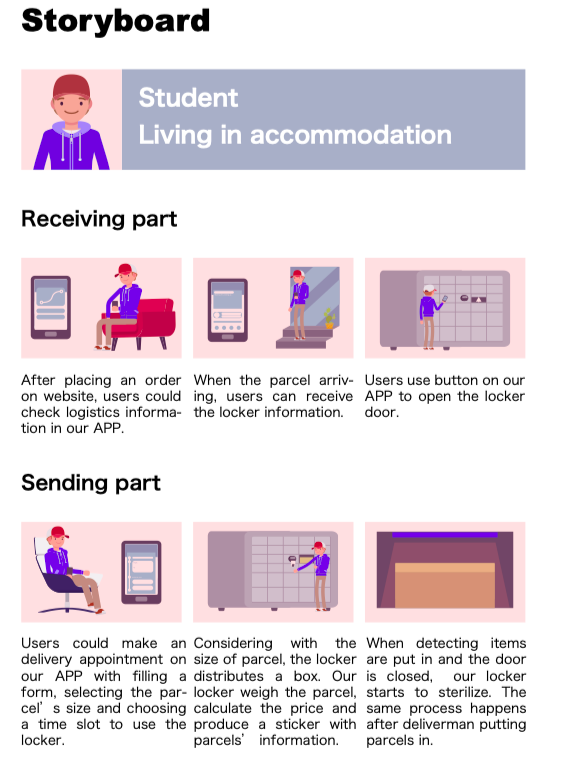 Storyboard
Student
Living in accommodation
Receiving part
After placing an order
on website, users could
check logistics informa-
tion in our APP.
When the parcel arriv-
ing, users can receive
the locker information.
Users use button on our
APP to open the locker
door.
Sending part
Users could make an
delivery appointment on
our APP with filling a
form, selecting the par-
cel’s size and choosing
a time slot to use the
locker.
Considering with the
size of parcel, the locker
distributes a box. Our
locker weigh the parcel,
calculate the price and
produce a sticker with
parcels’ information.
When detecting items
are put in and the door
is closed, our locker
starts to sterilize. The
same process happens
after deliverman putting
parcels in.